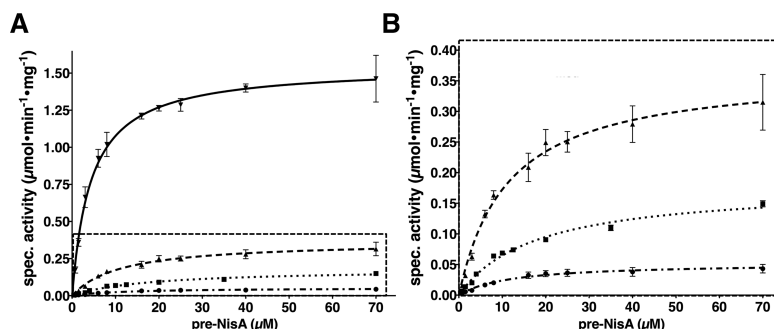 A
B
spec. activity (µmol•min⁻¹•mg⁻¹)
1.50
1.25
1.00
0.75
0.50
0.25
0.00
0 10 20 30 40 50 60 70
pre-NisA (µM)
spec. activity (µmol•min⁻¹•mg⁻¹)
0.40
0.35
0.30
0.25
0.20
0.15
0.10
0.05
0.00
0 10 20 30 40 50 60 70
pre-NisA (µM)